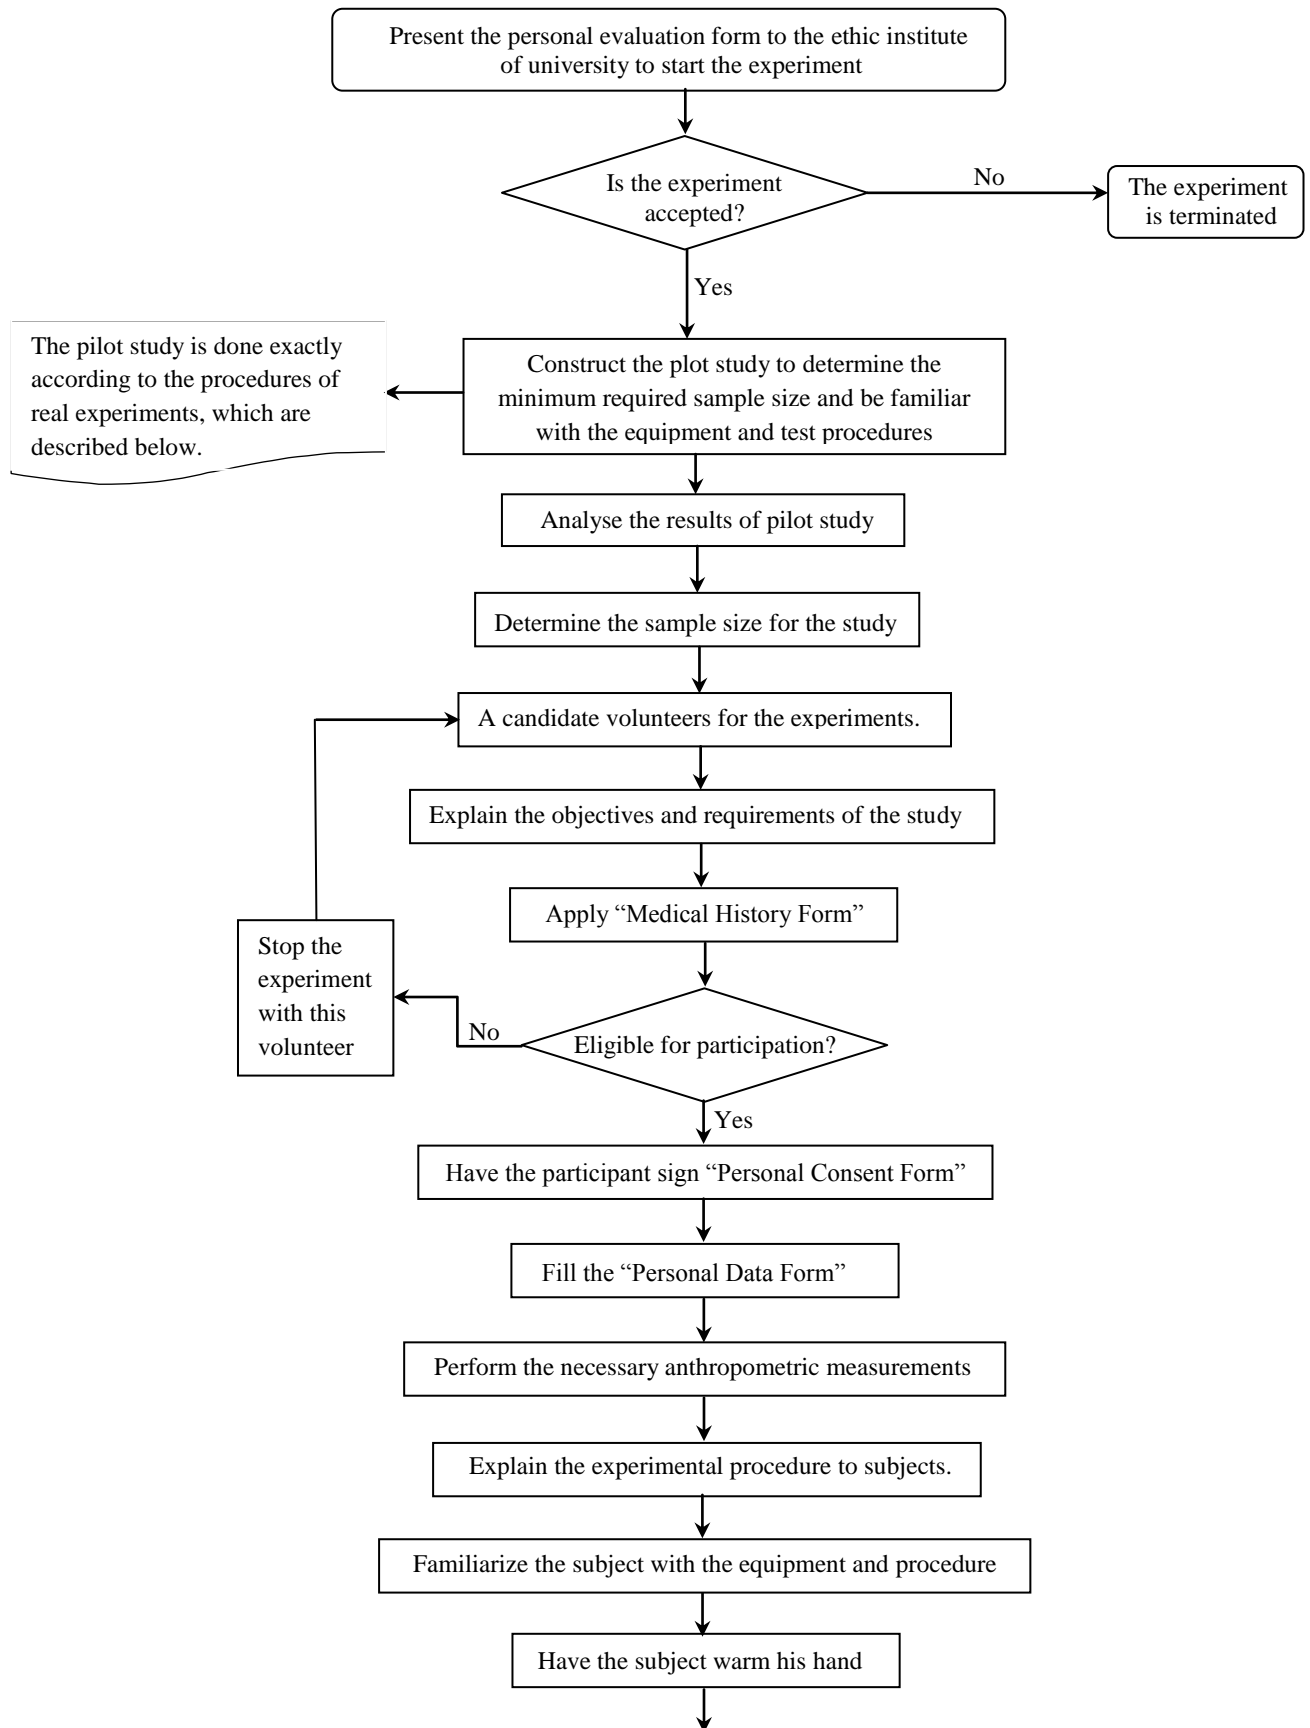 Present the personal evaluation form to the ethic institute
of university to start the experiment
Is the experiment
accepted?
No
The experiment
is terminated
Yes
The pilot study is done exactly
according to the procedures of
real experiments, which are
described below.
Construct the plot study to determine the
minimum required sample size and be familiar
with the equipment and test procedures
Analyse the results of pilot study
Determine the sample size for the study
A candidate volunteers for the experiments.
Explain the objectives and requirements of the study
Apply “Medical History Form”
Stop the
experiment
with this
volunteer
No
Eligible for participation?
Yes
Have the participant sign “Personal Consent Form”
Fill the “Personal Data Form”
Perform the necessary anthropometric measurements
Explain the experimental procedure to subjects.
Familiarize the subject with the equipment and procedure
Have the subject warm his hand